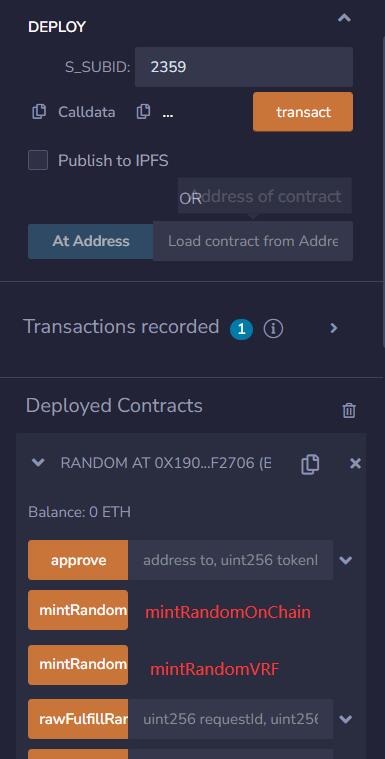 DEPLOY
S_SUBID: 2359
Calldata ... transact
Publish to IPFS
OR Address of contract
At Address Load contract from Addre
Transactions recorded 1 i
Deployed Contracts
RANDOM AT 0X190...F2706 (E
Balance: 0 ETH
approve address to, uint256 tokenI
mintRandom mintRandomOnChain
mintRandom mintRandomVRF
rawFulfillRar uint256 requestId, uint256